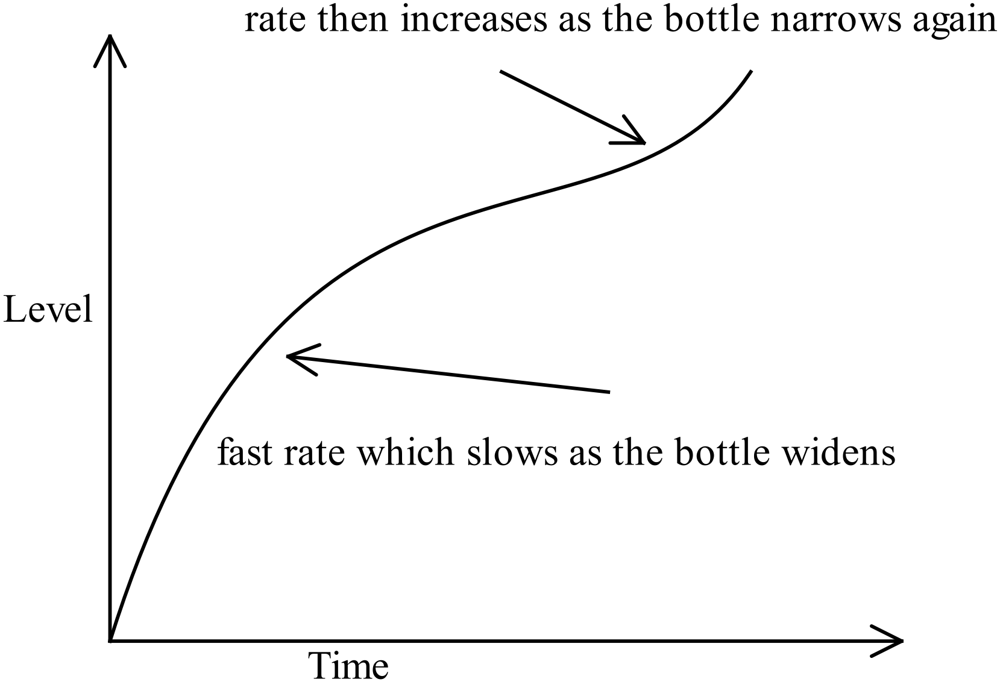 rate then increases as the bottle narrows again
Level
fast rate which slows as the bottle widens
Time